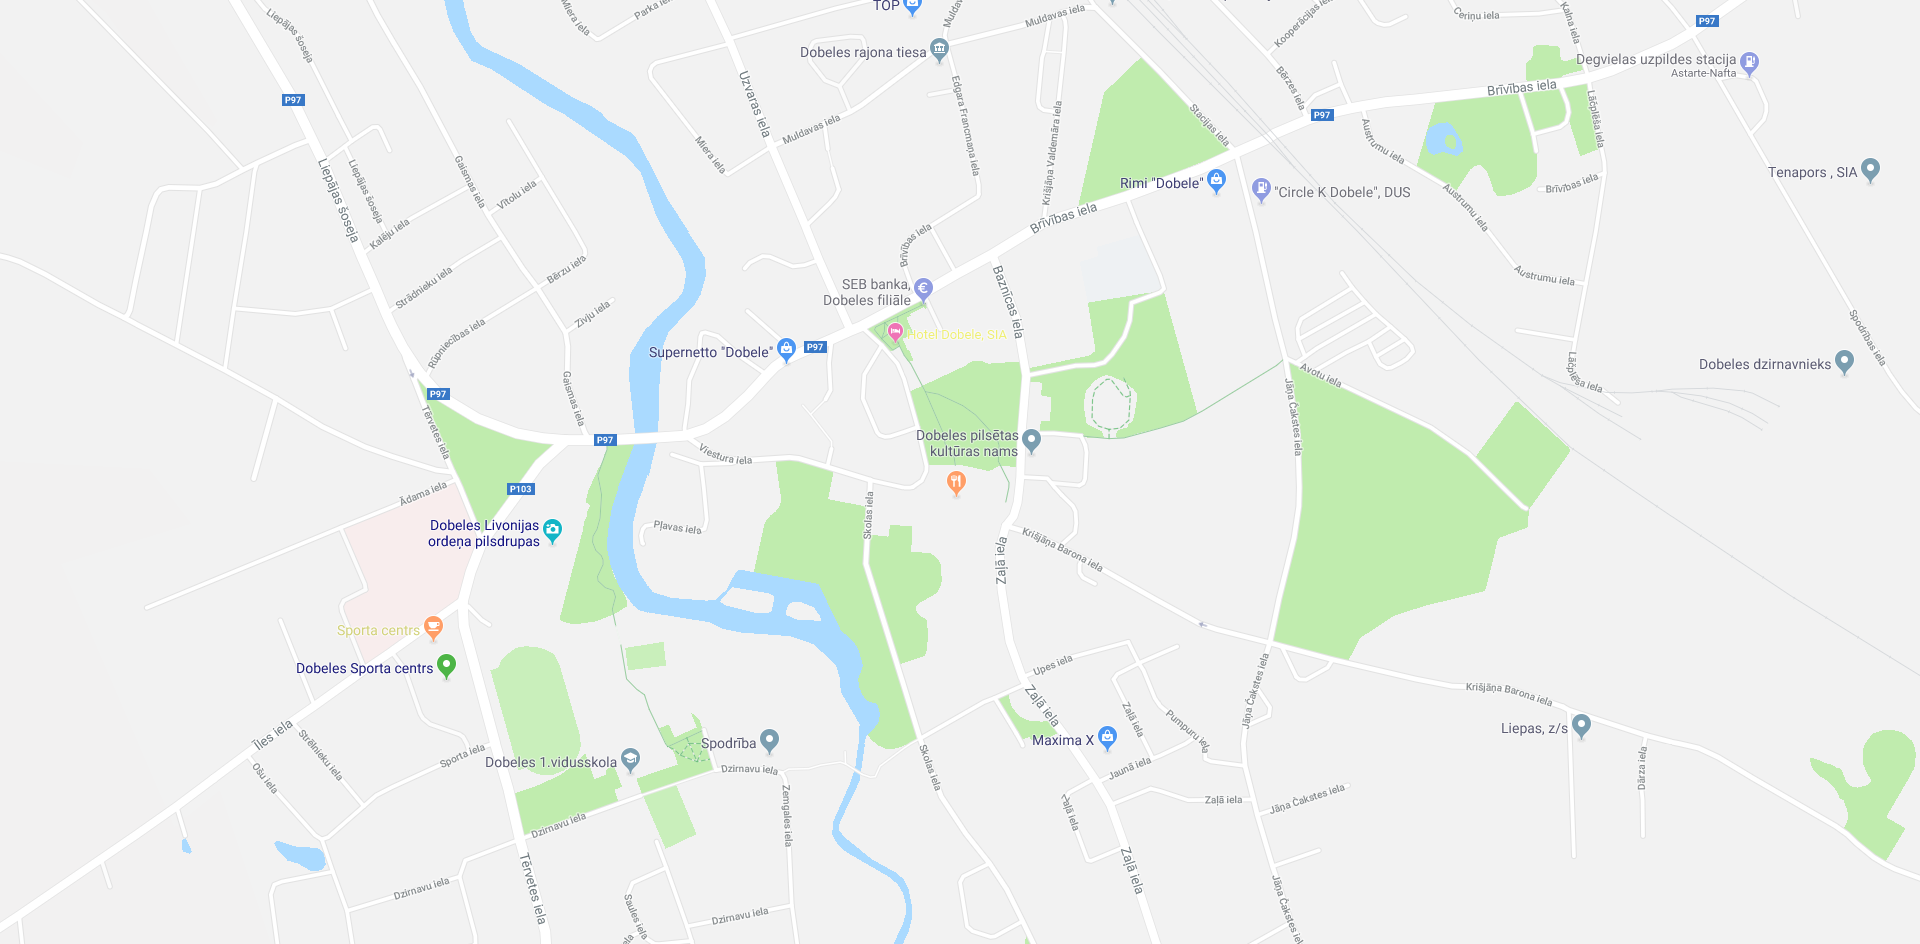 Miera iela
Parka iela
TOP
Muldavas
Muldavas iela
Ceriņu iela
Kalna iela
P97
Liepājas šoseja
Dobeles rajona tiesa
Kooperācijas iela
Degvielas uzpildes stacija
Astarte-Nafta
P97
Uzvaras iela
Edgara Francmaņa iela
Bērzes iela
Brīvības iela
P97
Stacijas iela
Muldavas iela
Miera iela
Krišjāņa Valdemāra iela
Austrumu iela
Lāčplēša iela
Liepājas šoseja
Liepājas šoseja
Gaismas iela
Vītolu iela
Rimi "Dobele"
"Circle K Dobele", DUS
Tenapors , SIA
Brīvības iela
Austrumu iela
Kalēju iela
Brīvības iela
Brīvības iela
Bērzu iela
Strādnieku iela
SEB banka,
Dobeles filiāle
Baznīcas iela
Austrumu iela
Zivju iela
Rūpniecības iela
Hotel Dobele, SIA
Spodrības iela
Supernetto "Dobele"
P97
Dobeles dzirnavnieks
Lāčplēša iela
Avotu iela
P97
Gaismas iela
Tērvetes iela
Jāņa Čakstes iela
P97
Dobeles pilsētas
kultūras nams
Viestura iela
Ādama iela
P103
Skolas iela
Pļavas iela
Dobeles Livonijas
ordeņa pilsdrupas
Zaļā iela
Krišjāņa Barona iela
Sporta centrs
Dobeles Sporta centrs
Upes iela
Jāņa Čakstes iela
Krišjāņa Barona iela
Zaļā iela
Zaļā iela
Pumpuru iela
Liepas, z/s
Īles iela
Strēlnieku iela
Sporta iela
Spodrība
Maxima X
Dobeles 1.vidusskola
Dzirnavu iela
Skolas iela
Jaunā iela
Ošu iela
Dārza iela
Zemgales iela
Zaļā iela
Zaļā iela
Jāņa Čakstes iela
Dzirnavu iela
Tērvetes iela
Dzirnavu iela
Zaļā iela
Jāņa Čakstes iela
Saules iela
Dzirnavu iela